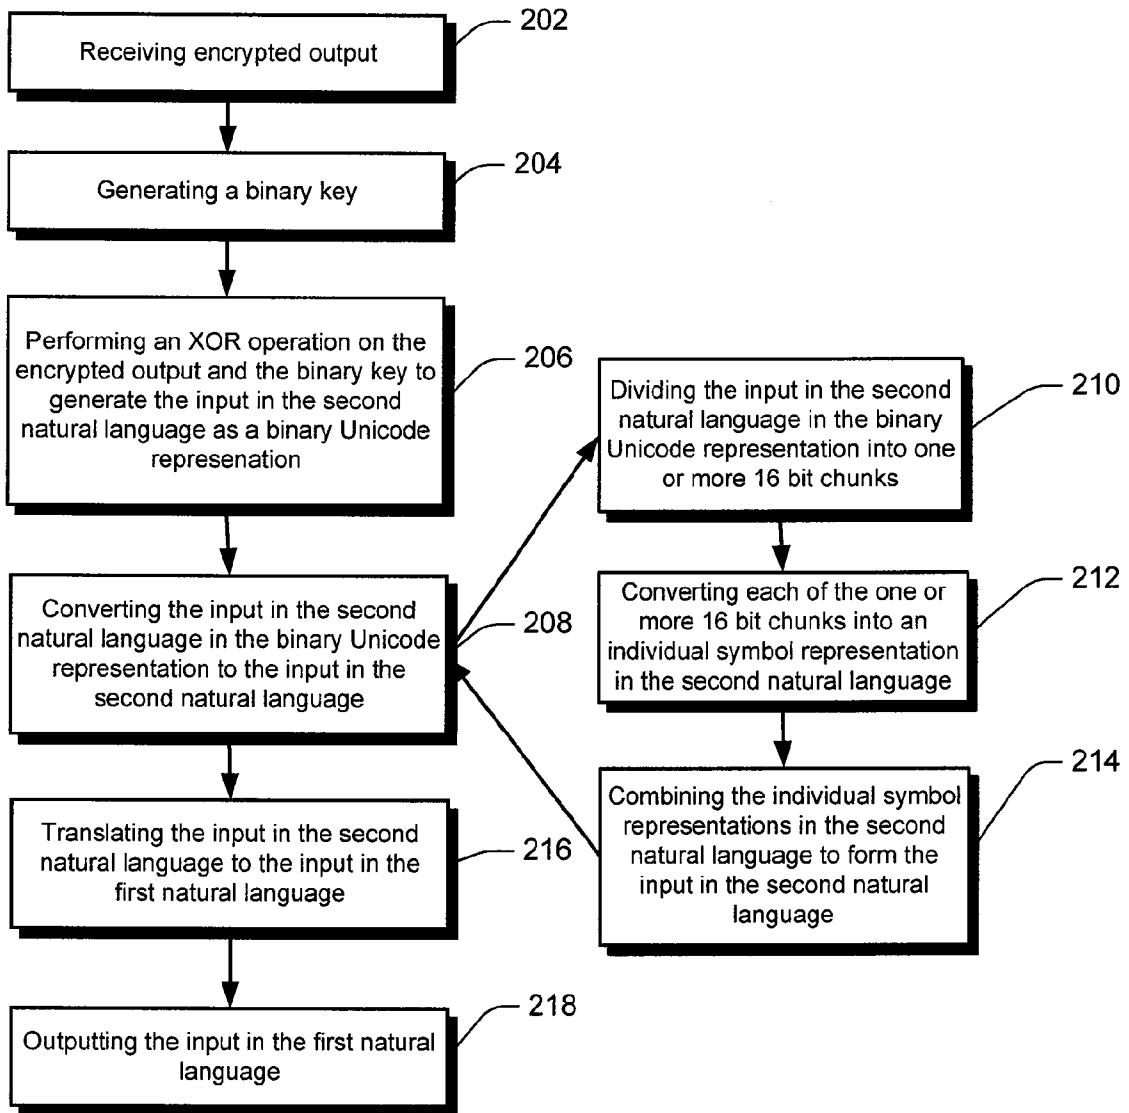 Receiving encrypted output
202
Generating a binary key
204
Performing an XOR operation on the
encrypted output and the binary key to
generate the input in the second
natural language as a binary Unicode
represenation
206
Converting the input in the second
natural language in the binary Unicode
representation to the input in the
second natural language
208
Dividing the input in the second
natural language in the binary
Unicode representation into one
or more 16 bit chunks
210
Converting each of the one or
more 16 bit chunks into an
individual symbol representation
in the second natural language
212
Combining the individual symbol
representations in the second
natural language to form the
input in the second natural
language
214
Translating the input in the second
natural language to the input in the
first natural language
216
Outputting the input in the first natural
language
218